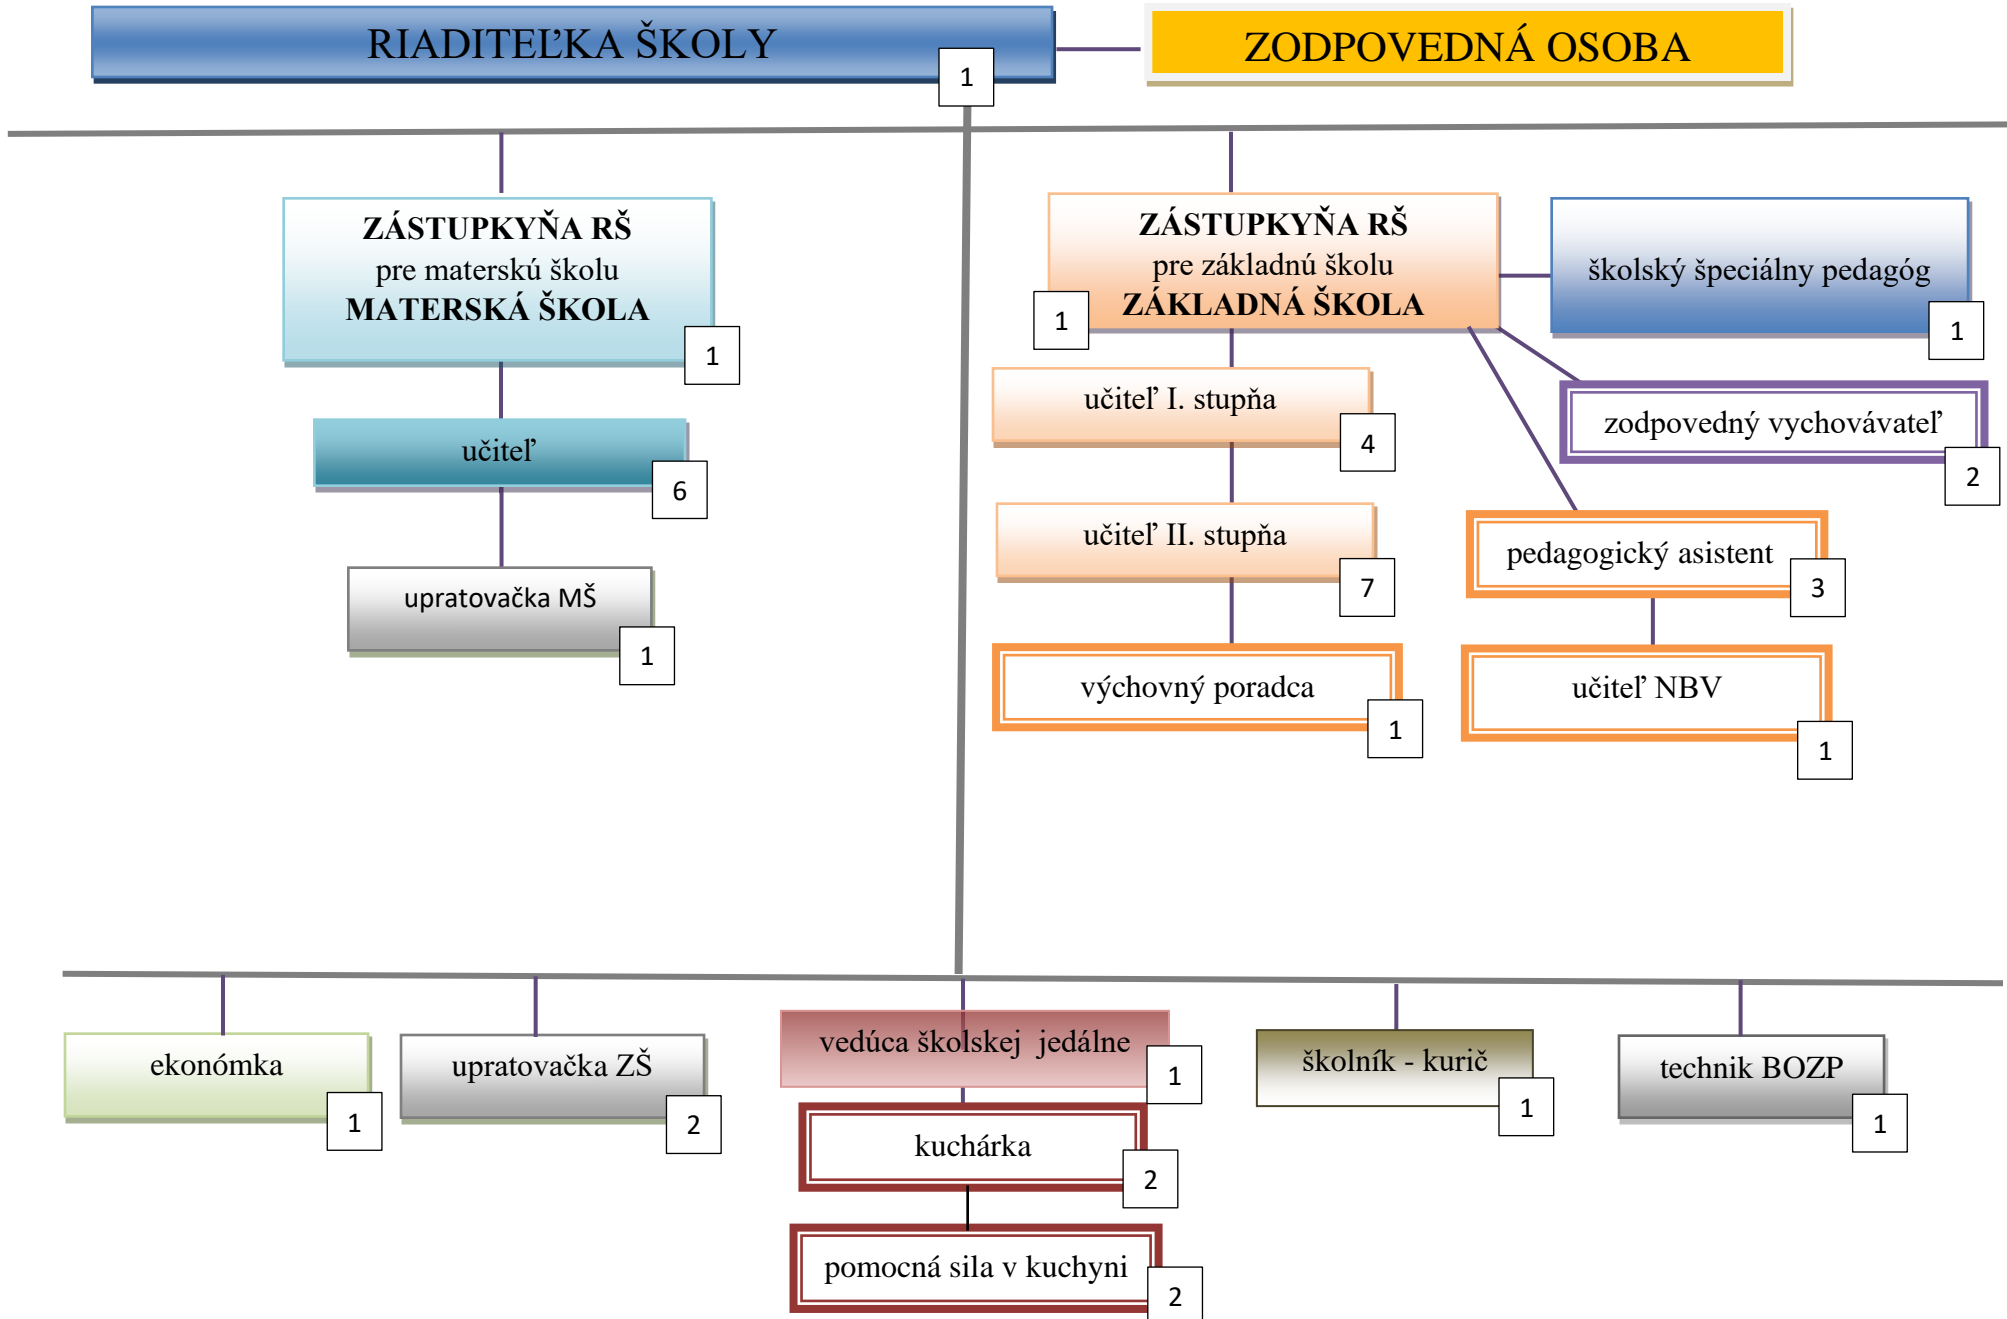 RIADITEĽKA ŠKOLY
1
ZODPOVEDNÁ OSOBA
ZÁSTUPKYŇA RŠ
pre materskú školu
MATERSKÁ ŠKOLA
1
učiteľ
6
upratovačka MŠ
1
ZÁSTUPKYŇA RŠ
pre základnú školu
ZÁKLADNÁ ŠKOLA
1
školský špeciálny pedagóg
1
učiteľ I. stupňa
4
zodpovedný vychovávateľ
2
učiteľ II. stupňa
7
pedagogický asistent
3
výchovný poradca
1
učiteľ NBV
1
ekonómka
1
upratovačka ZŠ
2
vedúca školskej  jedálne
1
kuchárka
2
pomocná sila v kuchyni
2
školník - kurič
1
technik BOZP
1